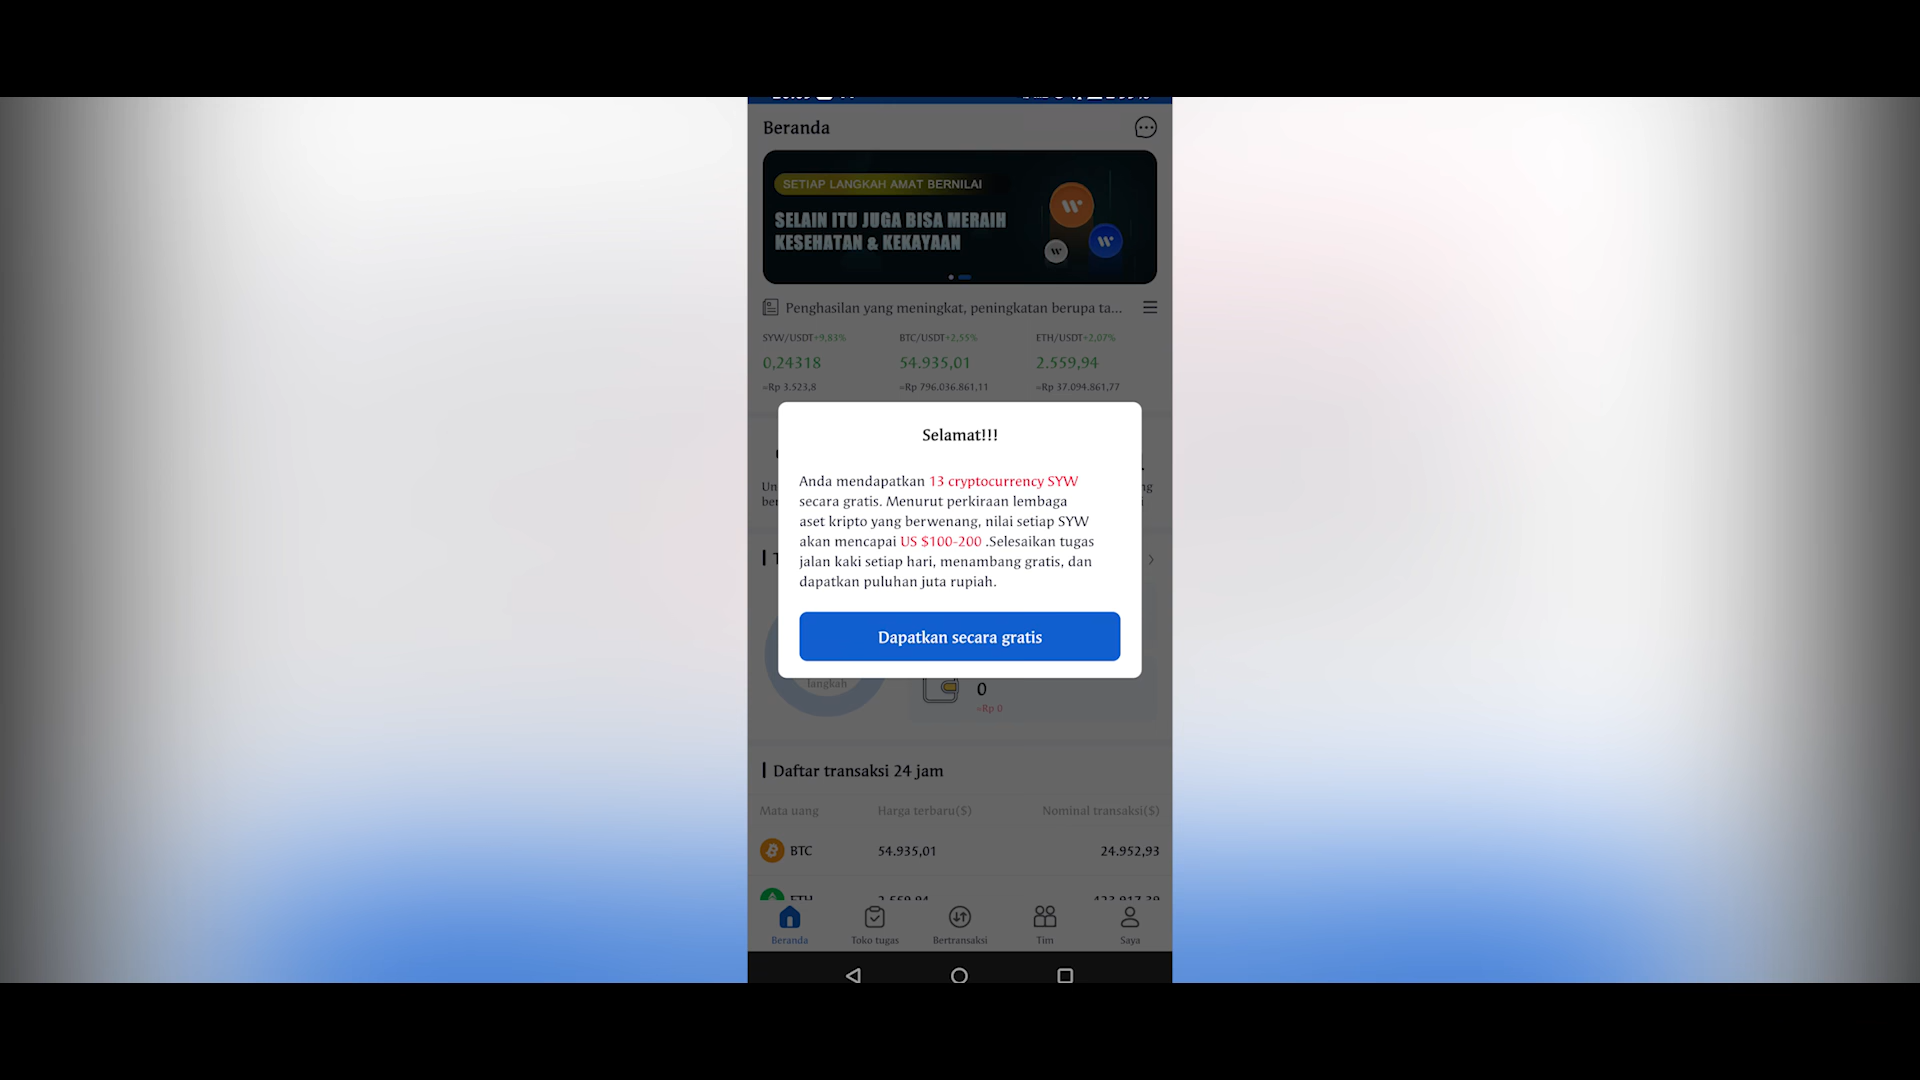 Beranda
SETIAP LANGKAH AMAT BERNILAI
SELAIN ITU JUGA BISA MERAIH
KESEHATAN & KEKAYAAN
Penghasilan yang meningkat, peningkatan berupa ta...
SYW/USDT+9,83% BTC/USDT+2,55% ETH/USDT+2,07%
0,24318 54.935,01 2.559,94
≈Rp 3.523,8 ≈Rp 796.036.861,11 ≈Rp 37.094.861,77
Selamat!!!
Anda mendapatkan 13 cryptocurrency SYW
secara gratis. Menurut perkiraan lembaga
aset kripto yang berwenang, nilai setiap SYW
akan mencapai US $100-200 .Selesaikan tugas
jalan kaki setiap hari, menambang gratis, dan
dapatkan puluhan juta rupiah.
Dapatkan secara gratis
langkah
0
≈Rp 0
Daftar transaksi 24 jam
Mata uang Harga terbaru($) Nominal transaksi($)
BTC 54.935,01 24.952,93
ETH 2.559,94
Beranda Toko tugas Bertransaksi Tim Saya